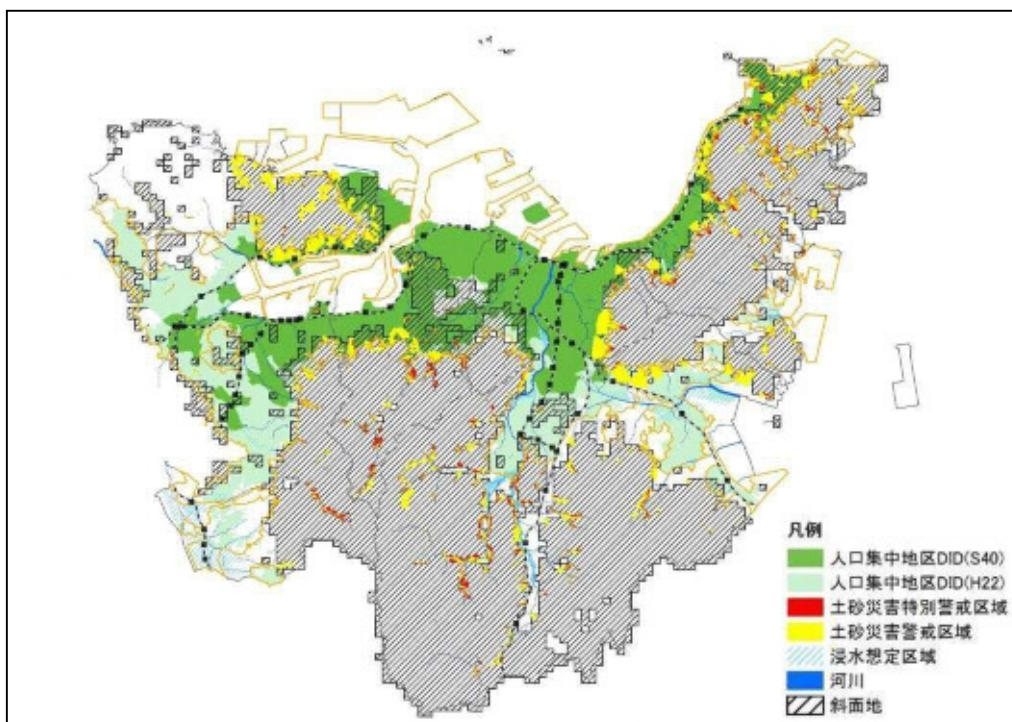 凡例
人口集中地区DID(S40)
人口集中地区DID(H22)
土砂災害特別警戒区域
土砂災害警戒区域
浸水想定区域
河川
斜面地